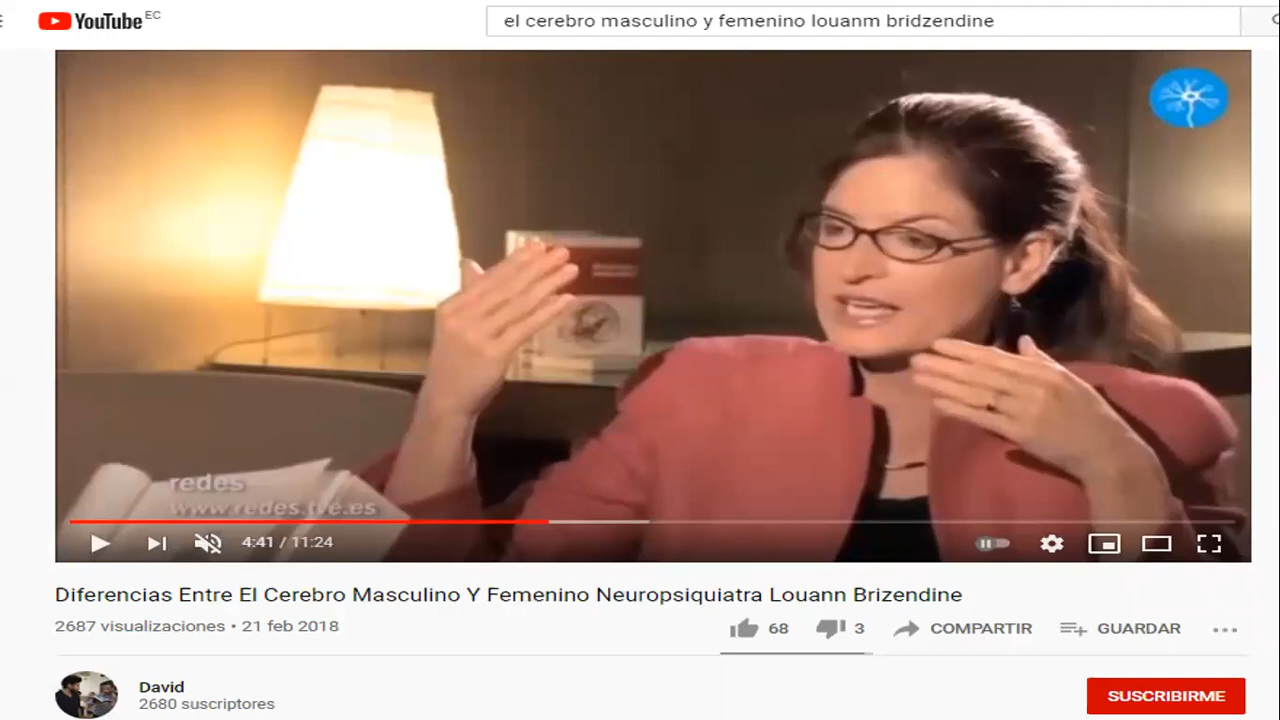 YouTube EC
el cerebro masculino y femenino louanm bridzendine
redes
www.redes.tve.es
4:41 / 11:24
Diferencias Entre El Cerebro Masculino Y Femenino Neuropsiquiatra Louann Brizendine
2687 visualizaciones • 21 feb 2018
68
3
COMPARTIR
GUARDAR
David
2680 suscriptores
SUSCRIBIRME